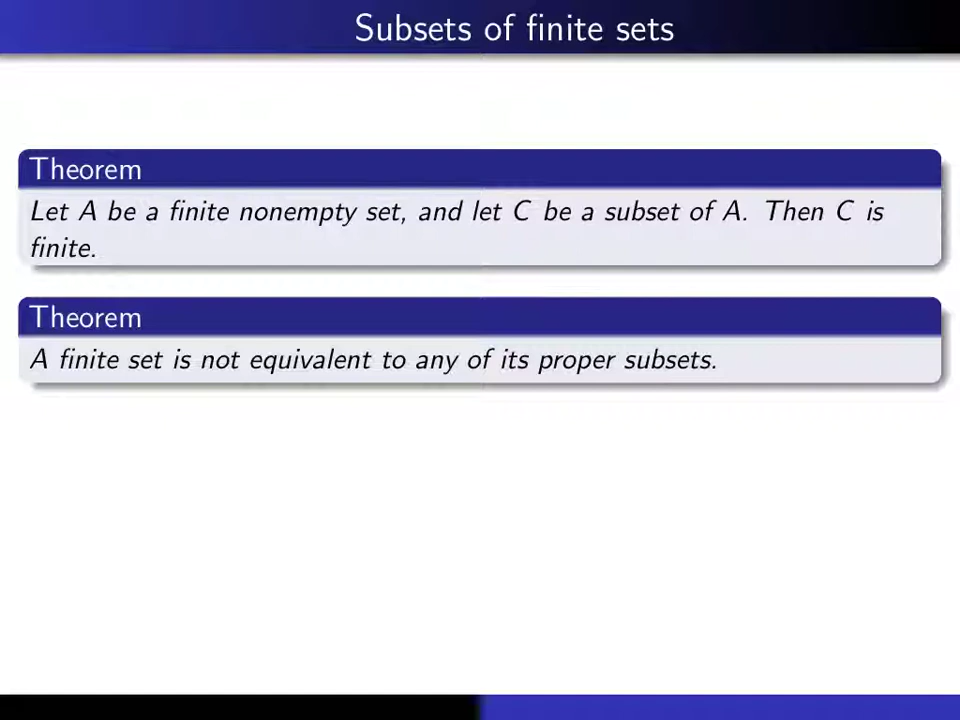 Subsets of finite sets
Theorem
Let A be a finite nonempty set, and let C be a subset of A. Then C is
finite.
Theorem
A finite set is not equivalent to any of its proper subsets.